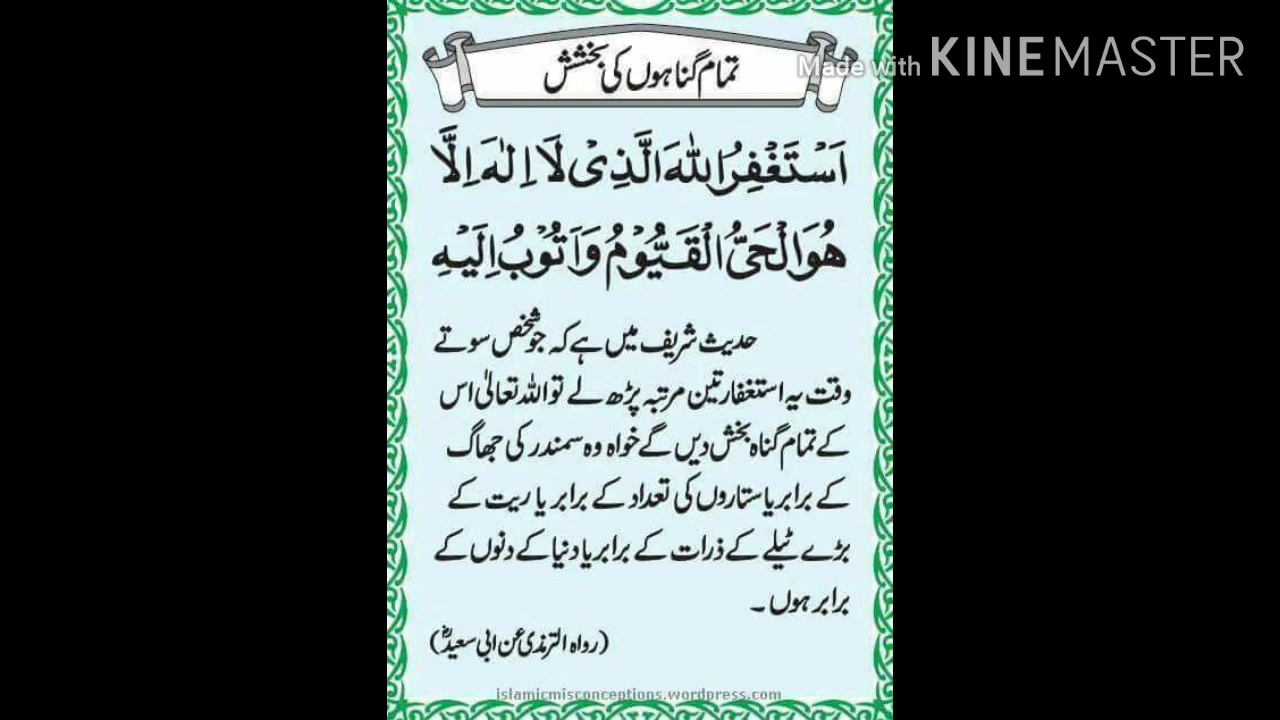 تمام گناہوں کی بخشش
Made with KINEMASTER
اَسْتَغْفِرُ اللهَ الَّذِیْ لَا اِلٰهَ اِلَّا
هُوَ الْحَیُّ الْقَیُّوْمُ وَ اَتُوْبُ اِلَیْهِ
حدیث شریف میں ہے کہ جو شخص سوتے
وقت یہ استغفار تین مرتبہ پڑھ لے تو اللہ تعالیٰ اس
کے تمام گناہ بخش دیں گے خواہ وہ سمندر کی جھاگ
کے برابر یا ستاروں کی تعداد کے برابر یا ریت کے
بڑے ٹیلے کے ذرات کے برابر یا دنیا کے دنوں کے
برابر ہوں ۔
(رواہ الترمذی عن ابی سعیدؓ)
islamicmisconceptions.wordpress.com